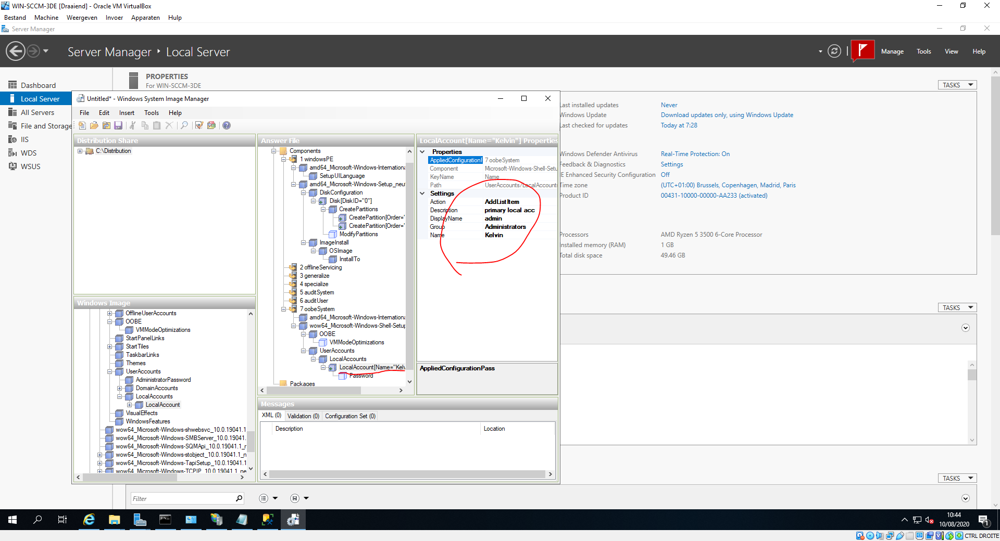 WIN-SCCM-3DE [Draaiend] - Oracle VM VirtualBox
Bestand Machine Weergeven Invoer Apparaten Hulp
Server Manager
Server Manager Local Server
Manage Tools View Help
Dashboard
Local Server
All Servers
File and Storage
IIS
WDS
WSUS
PROPERTIES
For WIN-SCCM-3DE
TASKS
Untitled* - Windows System Image Manager
File Edit Insert Tools Help
Distribution Share
C:\Distribution
Windows Image
OfflineUserAccounts
OOBE
VMModeOptimizations
StartPanelLinks
StartTiles
TaskbarLinks
Themes
UserAccounts
AdministratorPassword
DomainAccounts
LocalAccounts
LocalAccount
VisualEffects
WindowsFeatures
wow64_Microsoft-Windows-shwebsvc_10.0.19041.1
wow64_Microsoft-Windows-SMBServer_10.0.19041.
wow64_Microsoft-Windows-SQMApi_10.0.19041.1_n
wow64_Microsoft-Windows-stobject_10.0.19041.1_n
wow64_Microsoft-Windows-TapiSetup_10.0.19041.1
wow64_Microsoft-Windows-TCPIP_10.0.19041.1_ne
Answer File
Components
1 windowsPE
amd64_Microsoft-Windows-Internationa
SetupUILanguage
amd64_Microsoft-Windows-Setup_neu
DiskConfiguration
Disk[DiskID="0"]
CreatePartitions
CreatePartition[Order="
CreatePartition[Order="
ModifyPartitions
ImageInstall
OSImage
InstallTo
2 offlineServicing
3 generalize
4 specialize
5 auditSystem
6 auditUser
7 oobeSystem
amd64_Microsoft-Windows-Internationa
wow64_Microsoft-Windows-Shell-Setup
OOBE
VMModeOptimizations
UserAccounts
LocalAccounts
LocalAccount[Name="Kelv
Password
Packages
LocalAccount[Name="Kelvin"] Properties
Properties
AppliedConfigurationF 7 oobeSystem
Component Microsoft-Windows-Shell-Setu
KeyName Name
Path UserAccounts/LocalAccounts
Settings
Action AddListItem
Description primary local acc
DisplayName admin
Group Administrators
Name Kelvin
AppliedConfigurationPass
Messages
XML (0) Validation (0) Configuration Set (0)
Description Location
Last installed updates Never
Windows Update Download updates only, using Windows Update
Last checked for updates Today at 7:28
Windows Defender Antivirus Real-Time Protection: On
Feedback & Diagnostics Settings
IE Enhanced Security Configuration Off
Time zone (UTC+01:00) Brussels, Copenhagen, Madrid, Paris
Product ID 00431-10000-00000-AA233 (activated)
Processors AMD Ryzen 5 3500 6-Core Processor
Installed memory (RAM) 1 GB
Total disk space 49.46 GB
TASKS
TASKS
Filter
10:44
10/08/2020
1
CTRL DROITE